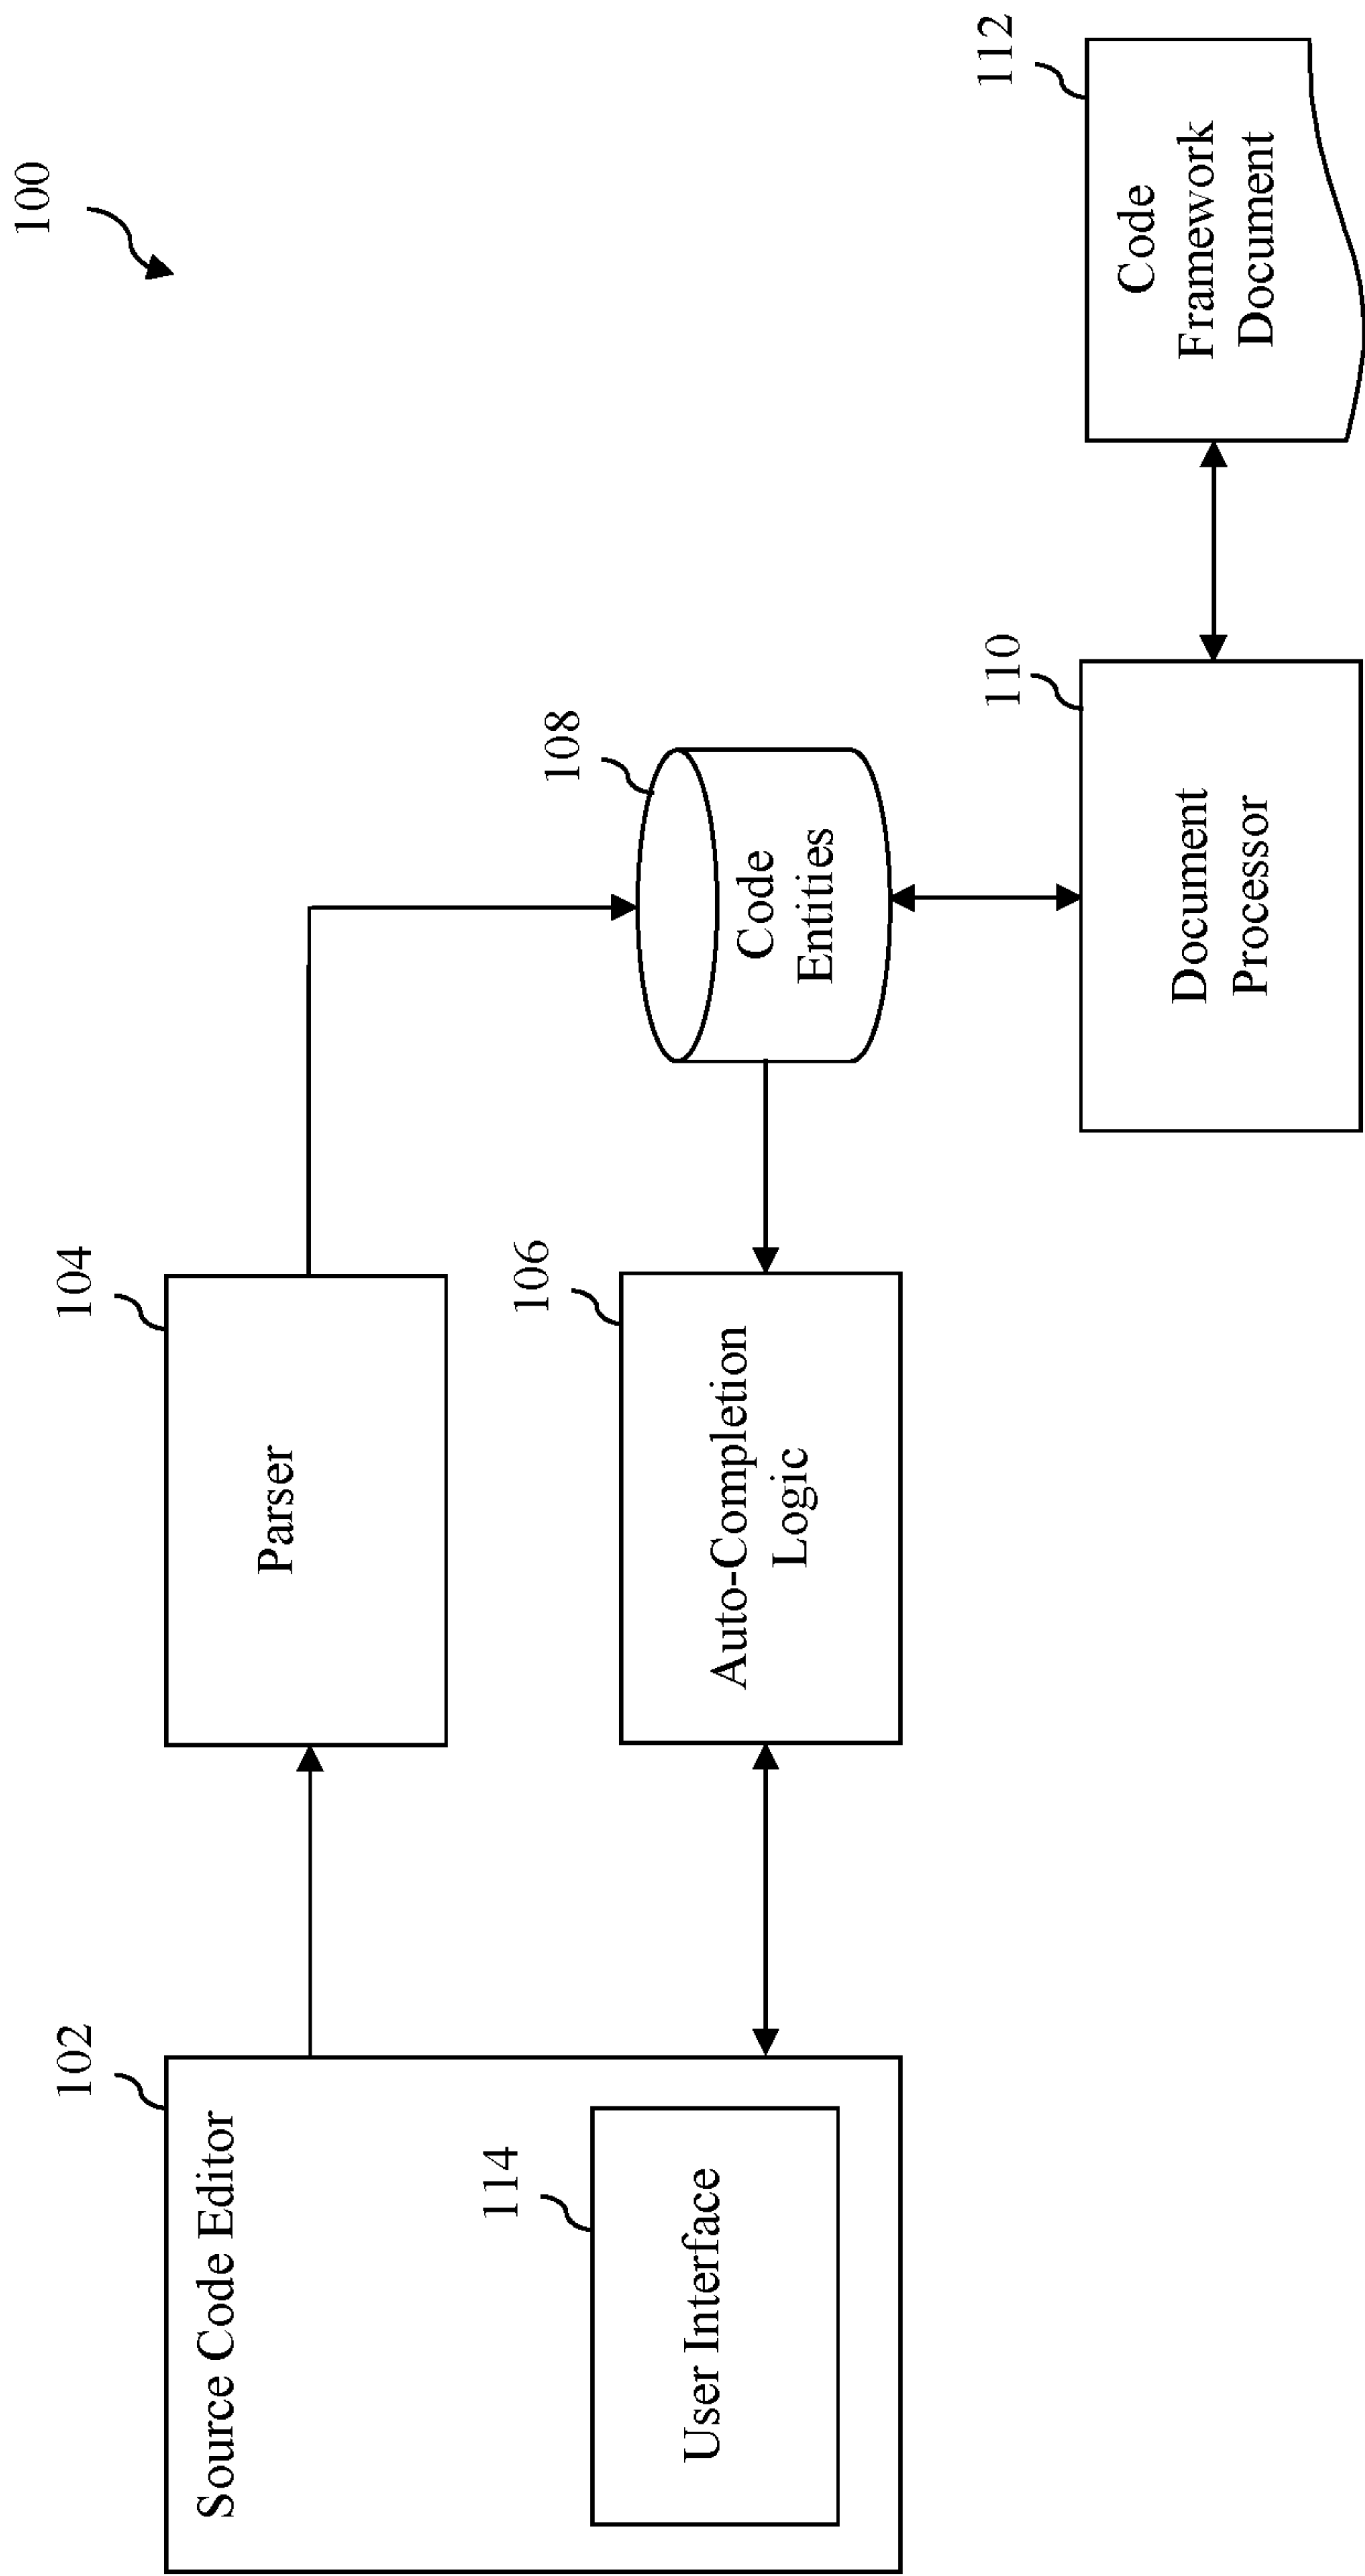 100
102
Source Code Editor
114
User Interface
104
Parser
106
Auto-Completion
Logic
108
Code
Entities
110
Document
Processor
112
Code
Framework
Document